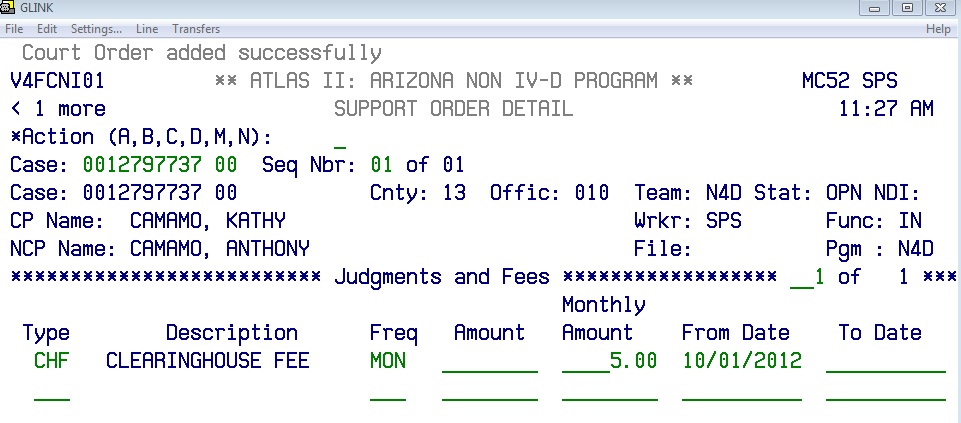 GLINK
File Edit Settings... Line Transfers Help
Court Order added successfully
V4FCNI01 ** ATLAS II: ARIZONA NON IV-D PROGRAM ** MC52 SPS
< 1 more SUPPORT ORDER DETAIL 11:27 AM
*Action (A,B,C,D,M,N): _
Case: 0012797737 00 Seq Nbr: 01 of 01
Case: 0012797737 00 Cnty: 13 Offic: 010 Team: N4D Stat: OPN NDI:
CP Name: CAMAMO, KATHY Wrkr: SPS Func: IN
NCP Name: CAMAMO, ANTHONY File: Pgm : N4D
************************** Judgments and Fees ****************** __1 of 1 ***
Monthly
Type Description Freq Amount Amount From Date To Date
CHF CLEARINGHOUSE FEE MON ________ ____5.00 10/01/2012 __________
___ ___ ________ ________ __________ __________